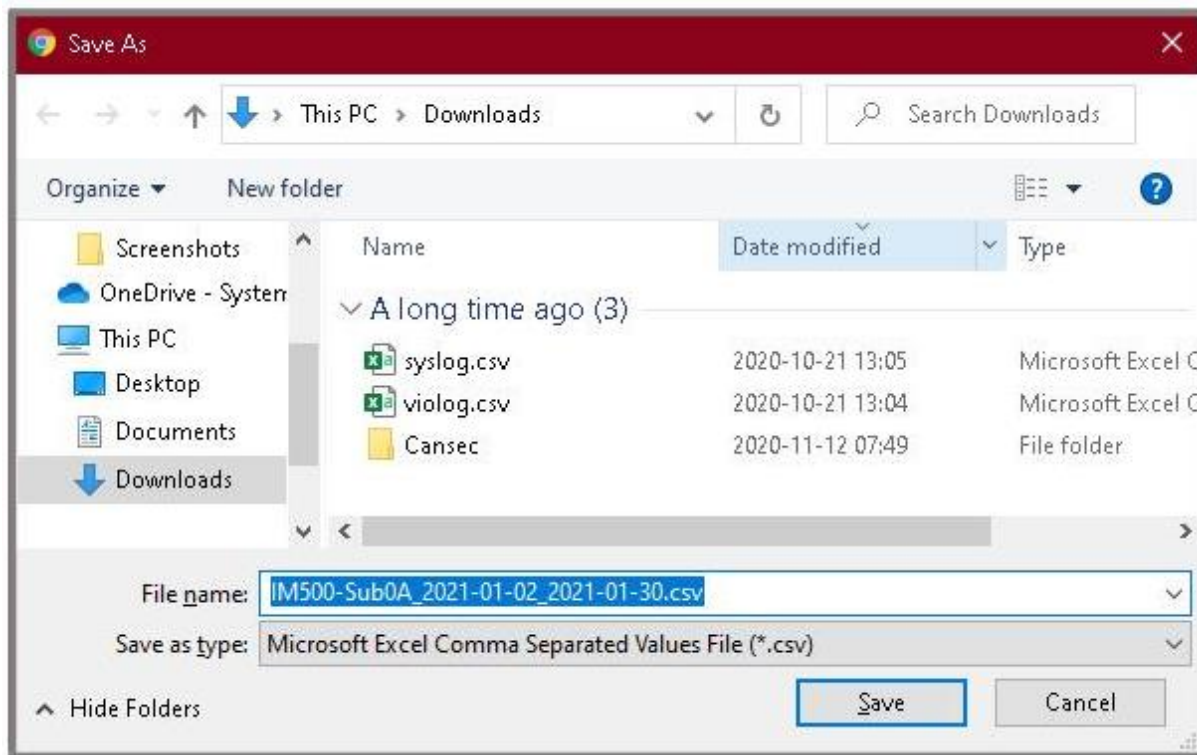 Save As
This PC > Downloads
Search Downloads
Organize
New folder
Screenshots
OneDrive - System
This PC
Desktop
Documents
Downloads
Name
Date modified
Type
A long time ago (3)
syslog.csv 2020-10-21 13:05 Microsoft Excel C
violog.csv 2020-10-21 13:04 Microsoft Excel C
Cansec 2020-11-12 07:49 File folder
File name: IM500-Sub0A_2021-01-02_2021-01-30.csv
Save as type: Microsoft Excel Comma Separated Values File (*.csv)
Hide Folders
Save
Cancel